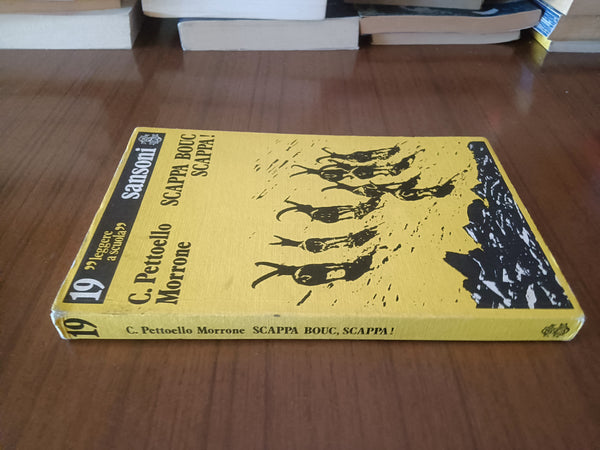 19
„leggere
a scuola”
sansoni
C. Pettoello
Morrone
SCAPPA BOUC
SCAPPA!
19
C. Pettoello Morrone SCAPPA BOUC, SCAPPA!